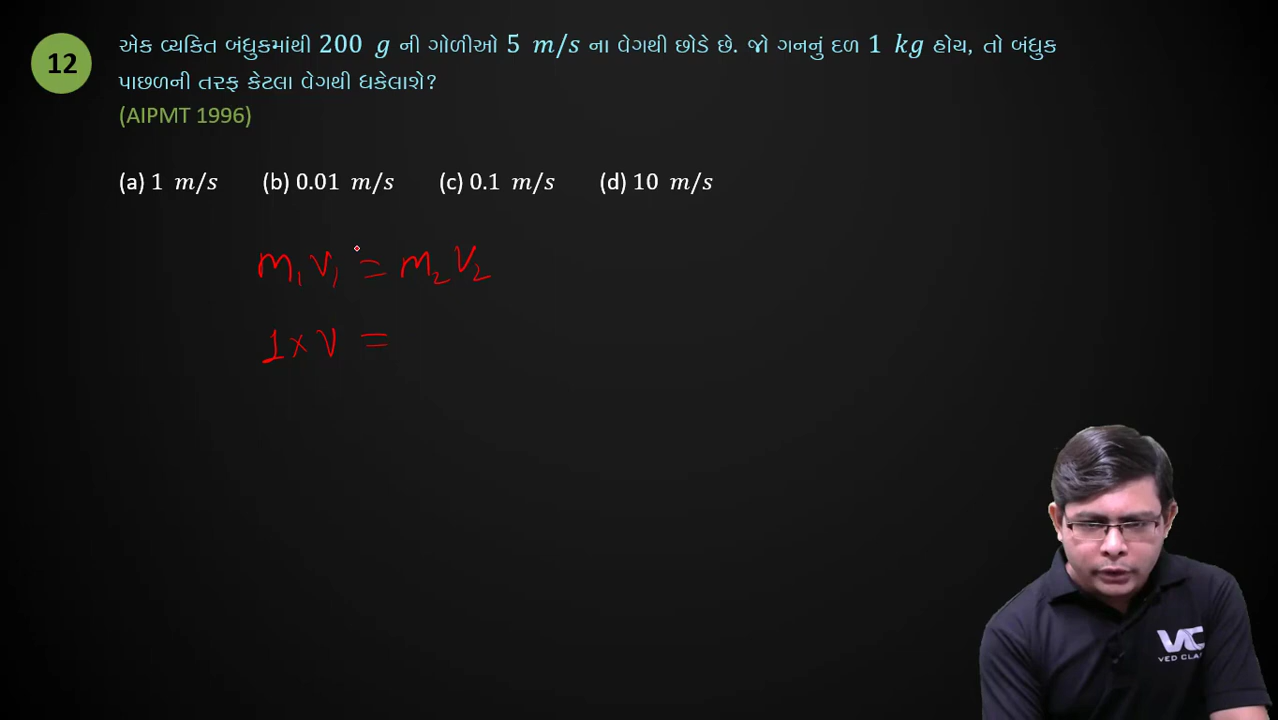 12
એક વ્યકિત બંધુકમાંથી 200 g ની ગોળીઓ 5 m/s ના વેગથી છોડે છે. જો ગનનું દળ 1 kg હોય, તો બંધુક
પાછળની તરફ કેટલા વેગથી ધકેલાશે?
(AIPMT 1996)
(a) 1 m/s (b) 0.01 m/s (c) 0.1 m/s (d) 10 m/s
m₁v₁ = m₂v₂
1 × v =
VC
VED CLA